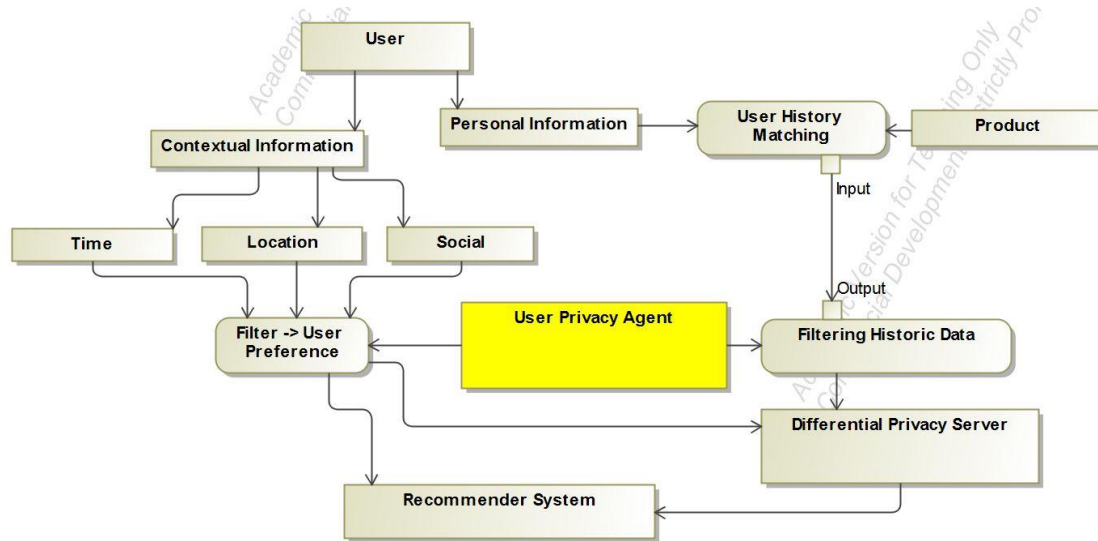 User
Personal Information
User History
Matching
Product
Contextual Information
Input
Time
Location
Social
Output
User Privacy Agent
Filter -> User
Preference
Filtering Historic Data
Differential Privacy Server
Recommender System
Academic